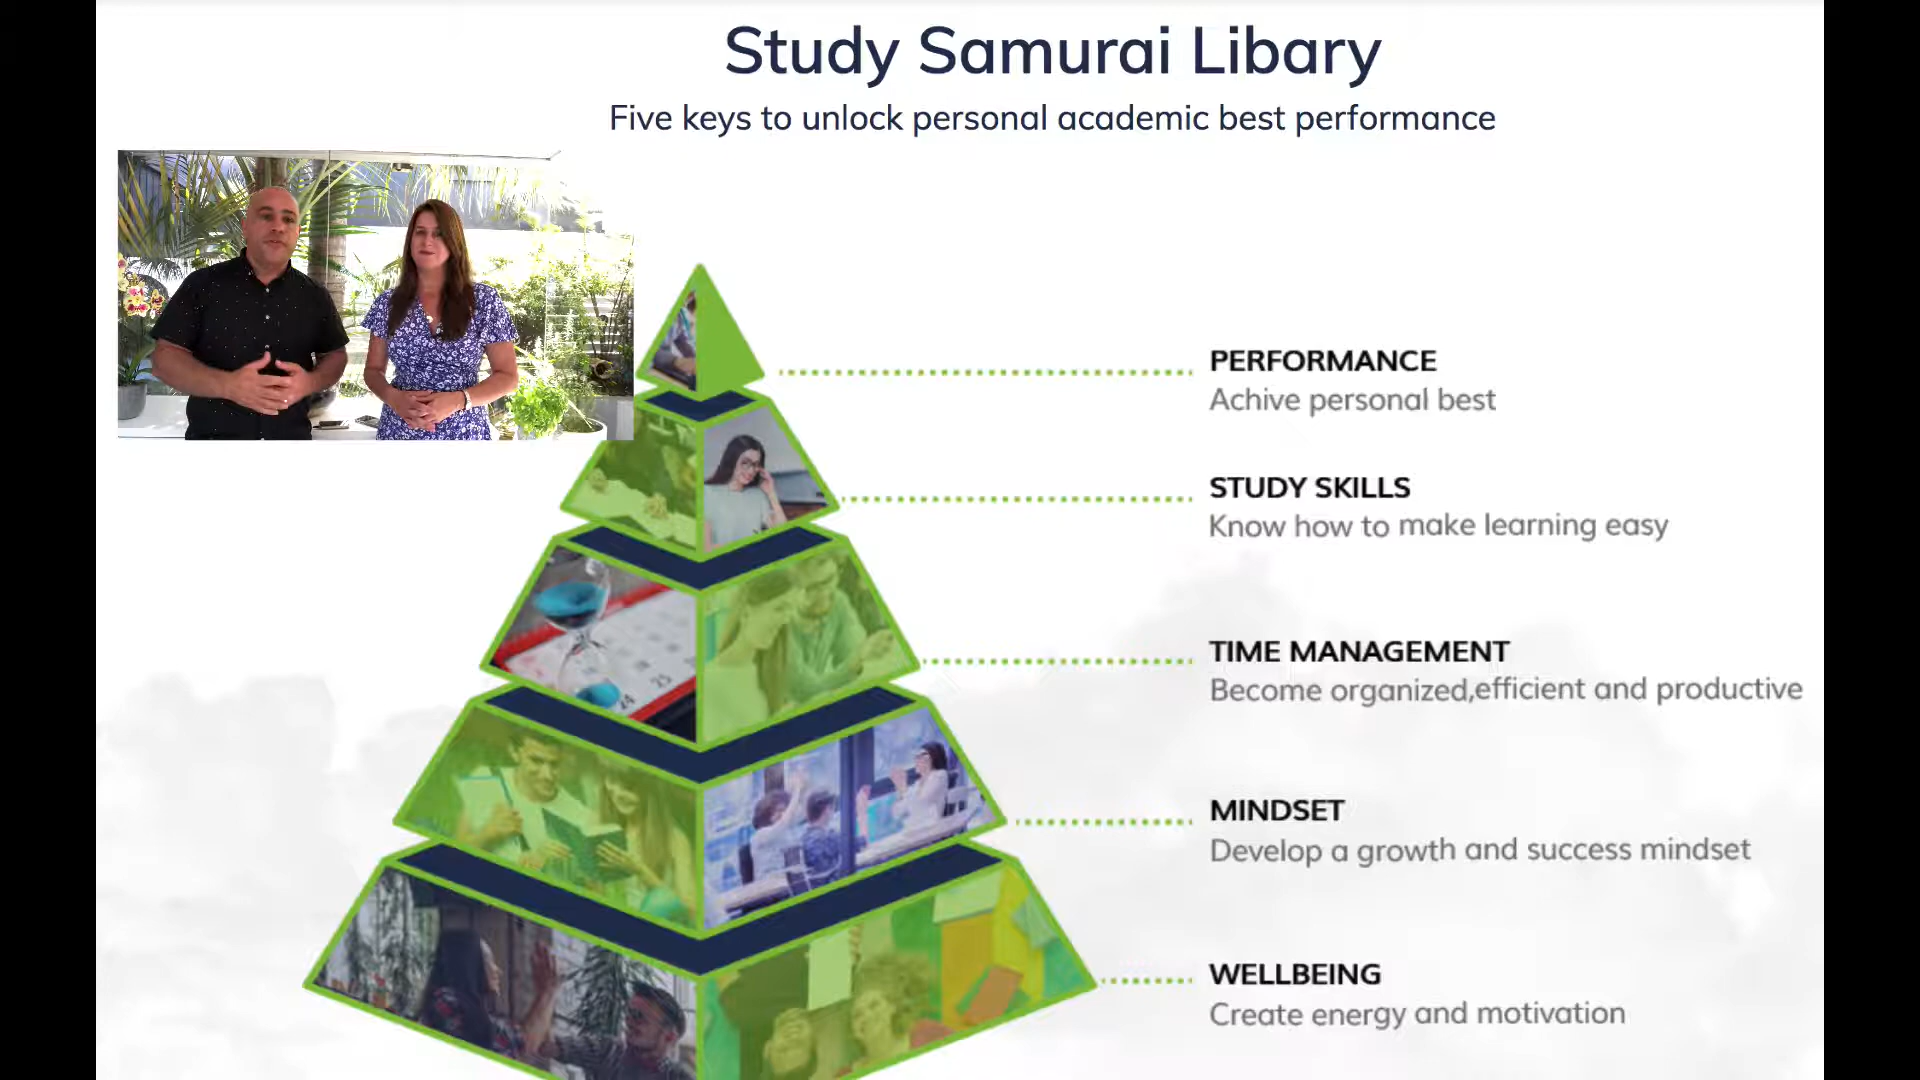 Study Samurai Libary
Five keys to unlock personal academic best performance
PERFORMANCE
Achive personal best
STUDY SKILLS
Know how to make learning easy
TIME MANAGEMENT
Become organized,efficient and productive
24 25
MINDSET
Develop a growth and success mindset
WELLBEING
Create energy and motivation